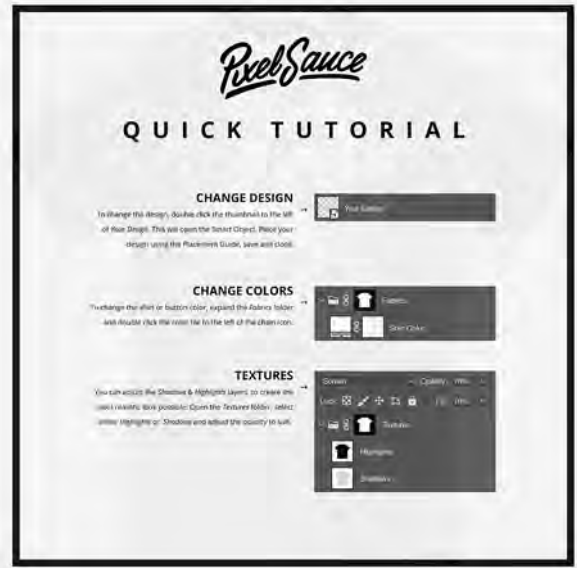 PixelSauce
QUICK TUTORIAL
CHANGE DESIGN
To change the design, double click the thumbnail to the left
of Your Design. This will open the Smart Object. Place your
design using the Placement Guide, save and close.
Your Design
CHANGE COLORS
To change the shirt or button color, expand the Fabrics folder
and double click the color tile to the left of the chain icon.
Fabrics
Shirt Color
TEXTURES
You can adjust the Shadows & Highlights layers, to create the
most realistic look possible. Open the Textures folder, select
either Highlights or Shadows and adjust the opacity to suit.
Screen
Opacity:
Lock:
Textures
Highlights
Shadows